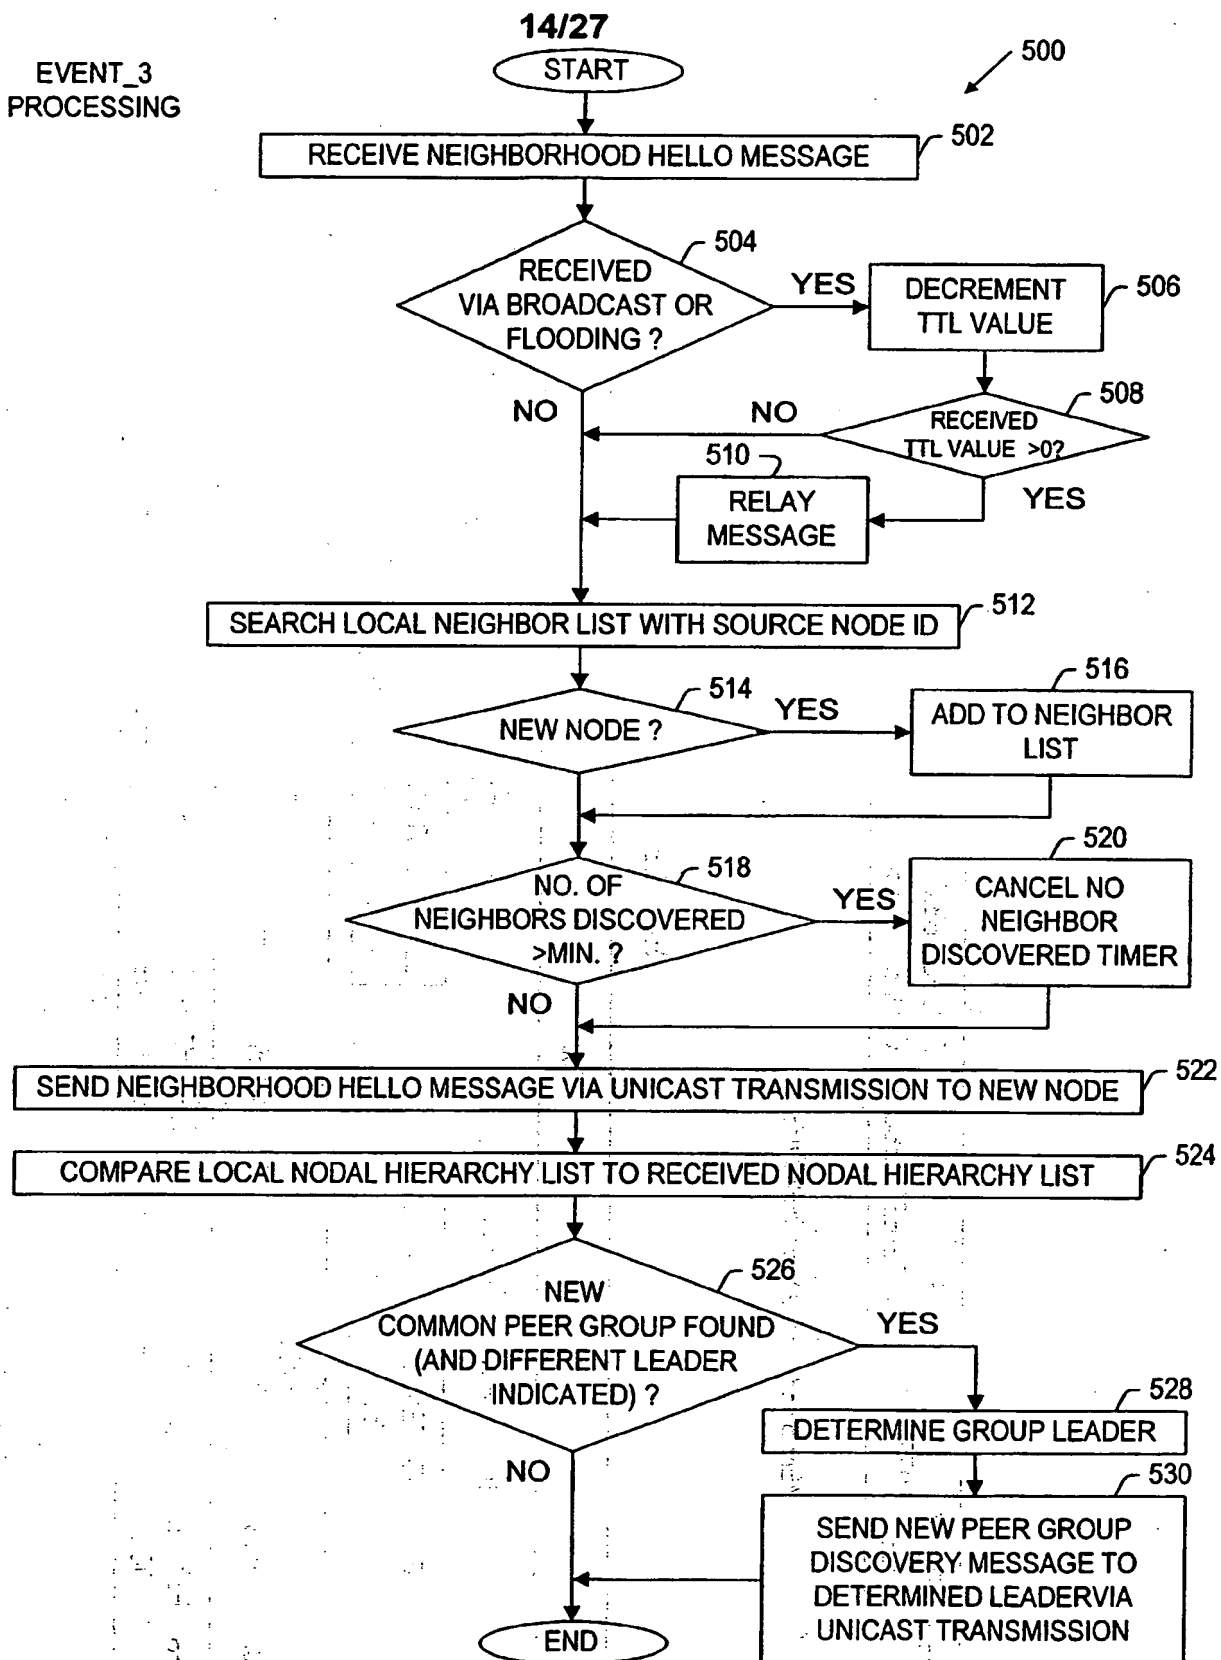 14/27
EVENT_3
PROCESSING
START
500
RECEIVE NEIGHBORHOOD HELLO MESSAGE
502
RECEIVED
VIA BROADCAST OR
FLOODING ?
504
YES
DECREMENT
TTL VALUE
506
NO
NO
RECEIVED
TTL VALUE >0?
508
YES
510
RELAY
MESSAGE
SEARCH LOCAL NEIGHBOR LIST WITH SOURCE NODE ID
512
NEW NODE ?
514
YES
ADD TO NEIGHBOR
LIST
516
NO. OF
NEIGHBORS DISCOVERED
>MIN. ?
518
YES
CANCEL NO
NEIGHBOR
DISCOVERED TIMER
520
NO
SEND NEIGHBORHOOD HELLO MESSAGE VIA UNICAST TRANSMISSION TO NEW NODE
522
COMPARE LOCAL NODAL HIERARCHY LIST TO RECEIVED NODAL HIERARCHY LIST
524
NEW
COMMON PEER GROUP FOUND
(AND DIFFERENT LEADER
INDICATED) ?
526
YES
DETERMINE GROUP LEADER
528
NO
530
SEND NEW PEER GROUP
DISCOVERY MESSAGE TO
DETERMINED LEADERVIA
UNICAST TRANSMISSION
END